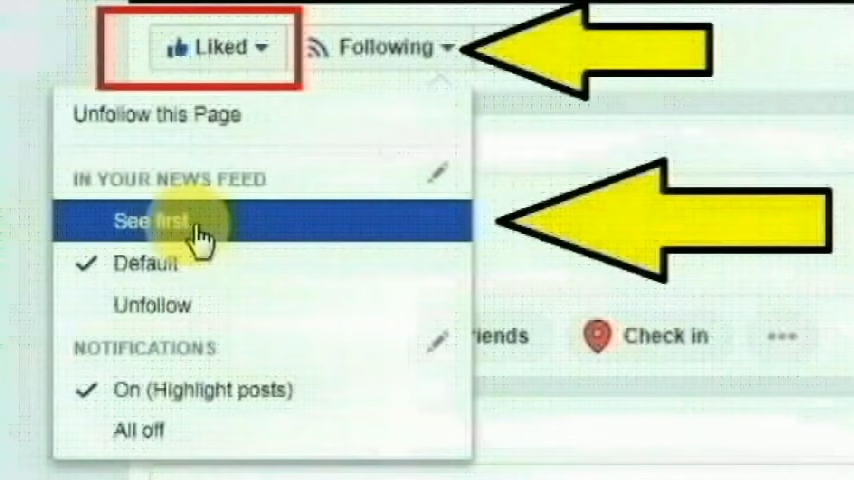 Liked Following
Unfollow this Page
IN YOUR NEWS FEED
See first
Default
Unfollow
iends Check in
NOTIFICATIONS
On (Highlight posts)
All off